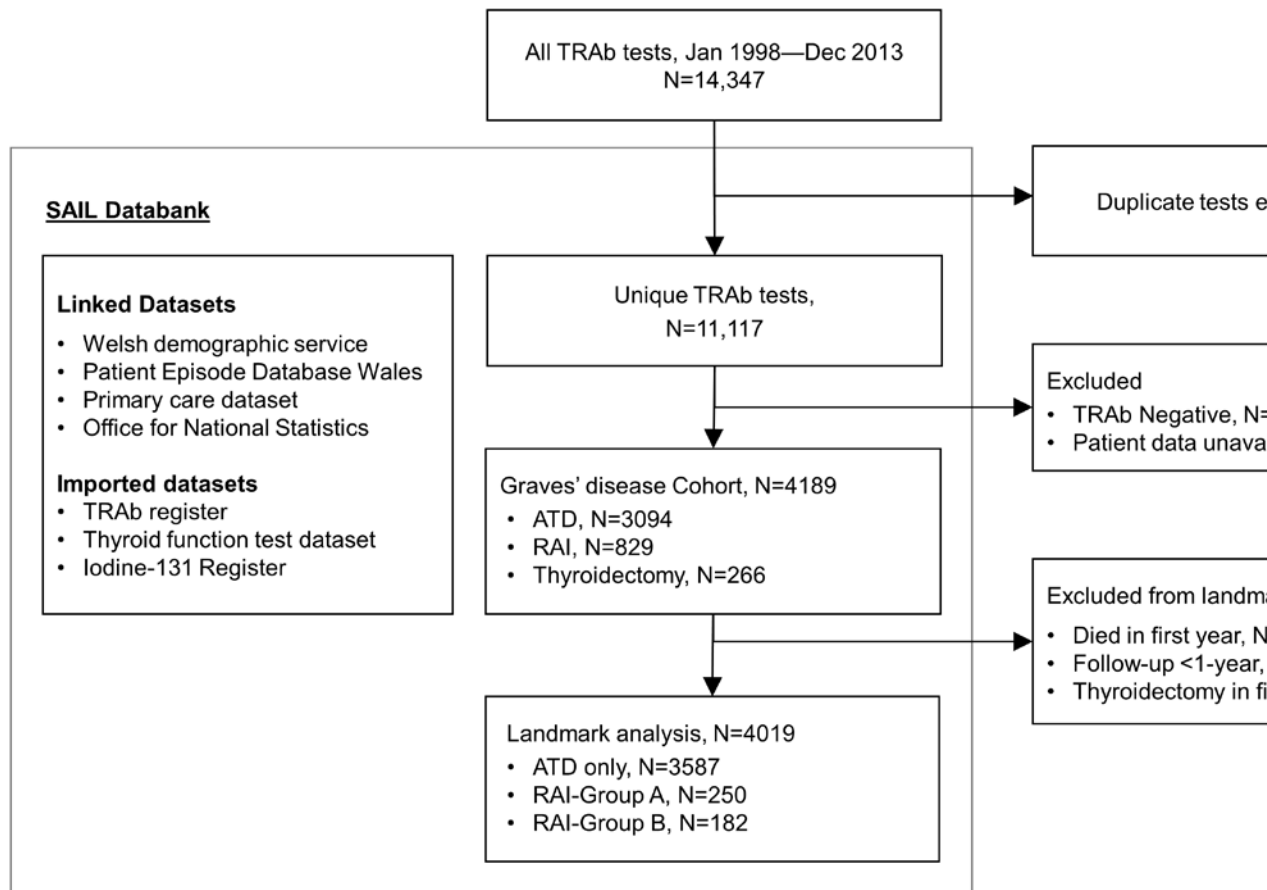 All TRAb tests, Jan 1998—Dec 2013
N=14,347
SAIL Databank
Duplicate tests e
Linked Datasets
• Welsh demographic service
• Patient Episode Database Wales
• Primary care dataset
• Office for National Statistics
Imported datasets
• TRAb register
• Thyroid function test dataset
• Iodine-131 Register
Unique TRAb tests,
N=11,117
Excluded
• TRAb Negative, N=
• Patient data unava
Graves’ disease Cohort, N=4189
• ATD, N=3094
• RAI, N=829
• Thyroidectomy, N=266
Excluded from landma
• Died in first year, N
• Follow-up <1-year,
• Thyroidectomy in fi
Landmark analysis, N=4019
• ATD only, N=3587
• RAI-Group A, N=250
• RAI-Group B, N=182